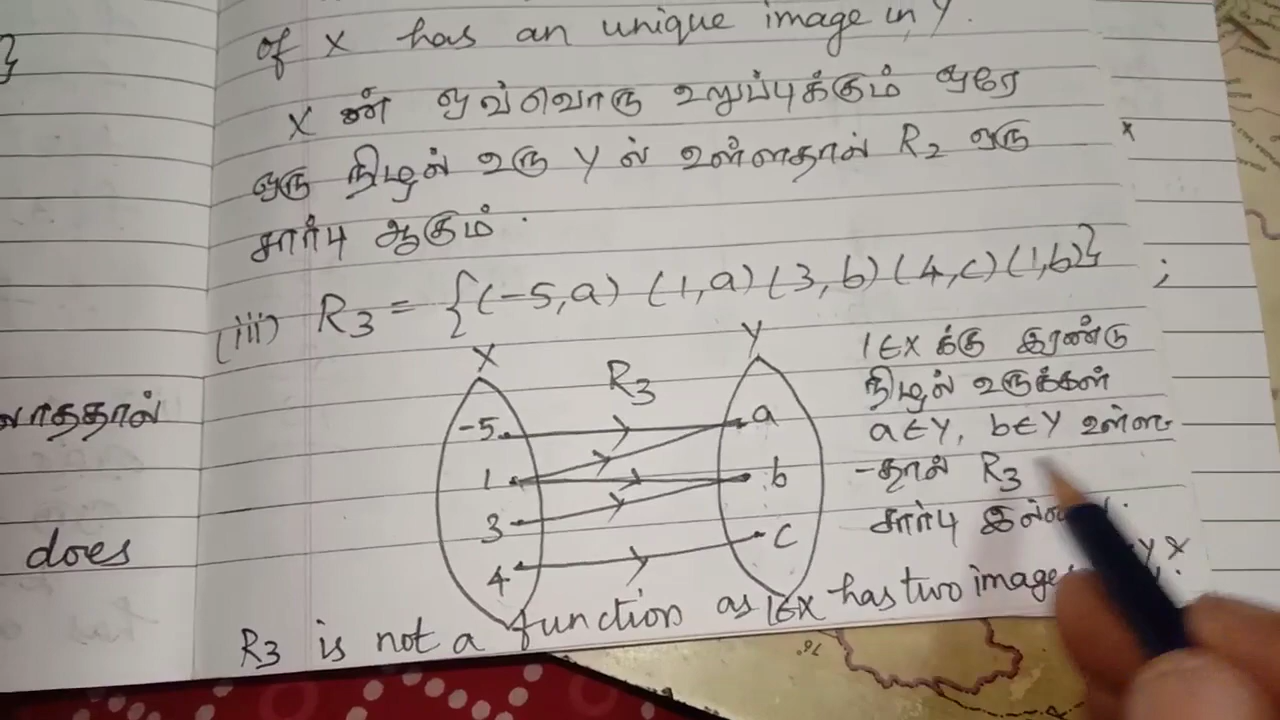 }
of X has an unique image in Y.
X ன் ஒவ்வொரு உறுப்புக்கும் ஒரே
ஒரு நிழல் உரு Y ல் உள்ளதால் R2 ஒரு
சார்பு ஆகும்.
(iii) R3 = {(-5,a) (1,a) (3,b) (4,c) (1,b)} ;
X R3 Y
-5 a
1 b
3 c
4
1∈X க்கு இரண்டு
நிழல் உருக்கள்
a∈Y, b∈Y உள்ள
-தால் R3
சார்பு
லாததால்
does
R3 is not a function as 1∈X has two images